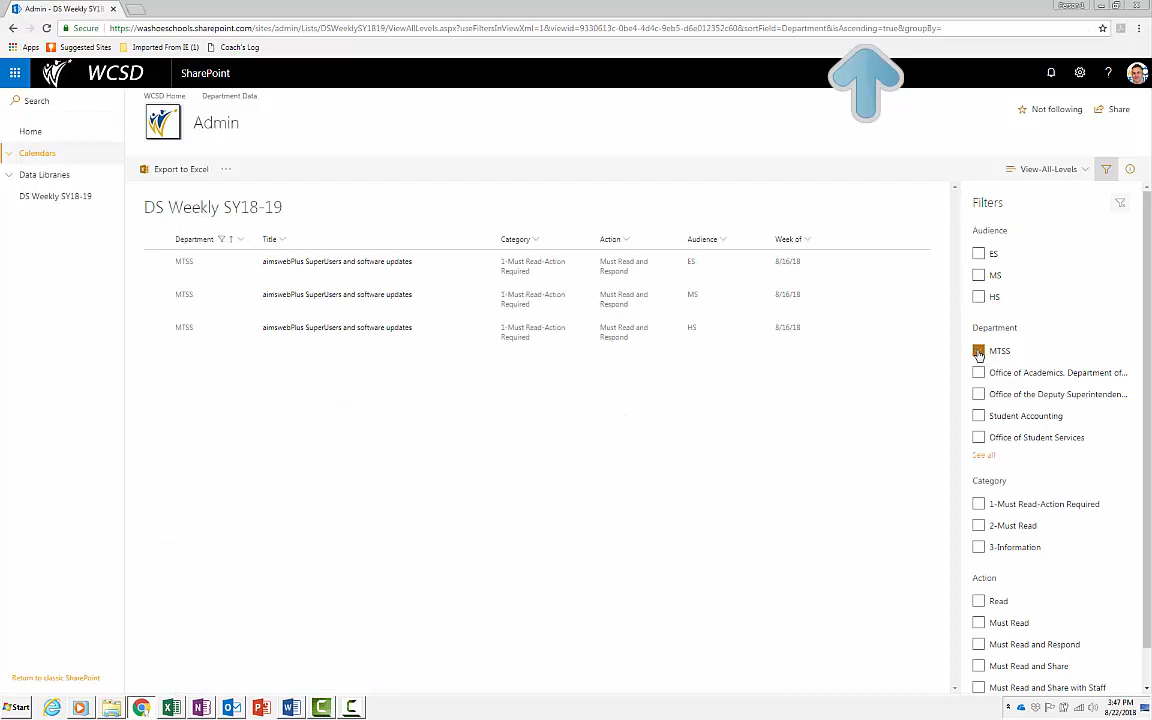 Admin - DS Weekly SY18
Person 1
Secure
https://washoeschools.sharepoint.com/sites/admin/Lists/DSWeeklySY1819/ViewAllLevels.aspx?useFiltersInViewXml=1&viewid=9330613c-0be4-4d4c-9eb5-d6e012352c60&sortField=Department&isAscending=true&groupBy=
Apps
Suggested Sites
Imported From IE (1)
Coach's Log
WCSD
SharePoint
?
Search
WCSD Home
Department Data
Admin
Not following
Share
Home
Calendars
Data Libraries
DS Weekly SY18-19
Export to Excel
View-All-Levels
DS Weekly SY18-19
Department Title Category Action Audience Week of
MTSS aimswebPlus SuperUsers and software updates 1-Must Read-Action Must Read and ES 8/16/18
Required Respond
MTSS aimswebPlus SuperUsers and software updates 1-Must Read-Action Must Read and MS 8/16/18
Required Respond
MTSS aimswebPlus SuperUsers and software updates 1-Must Read-Action Must Read and HS 8/16/18
Required Respond
Filters
Audience
ES
MS
HS
Department
MTSS
Office of Academics, Department of...
Office of the Deputy Superintenden...
Student Accounting
Office of Student Services
See all
Category
1-Must Read-Action Required
2-Must Read
3-Information
Action
Read
Must Read
Must Read and Respond
Must Read and Share
Must Read and Share with Staff
Return to classic SharePoint
Start
3:47 PM
8/22/2018